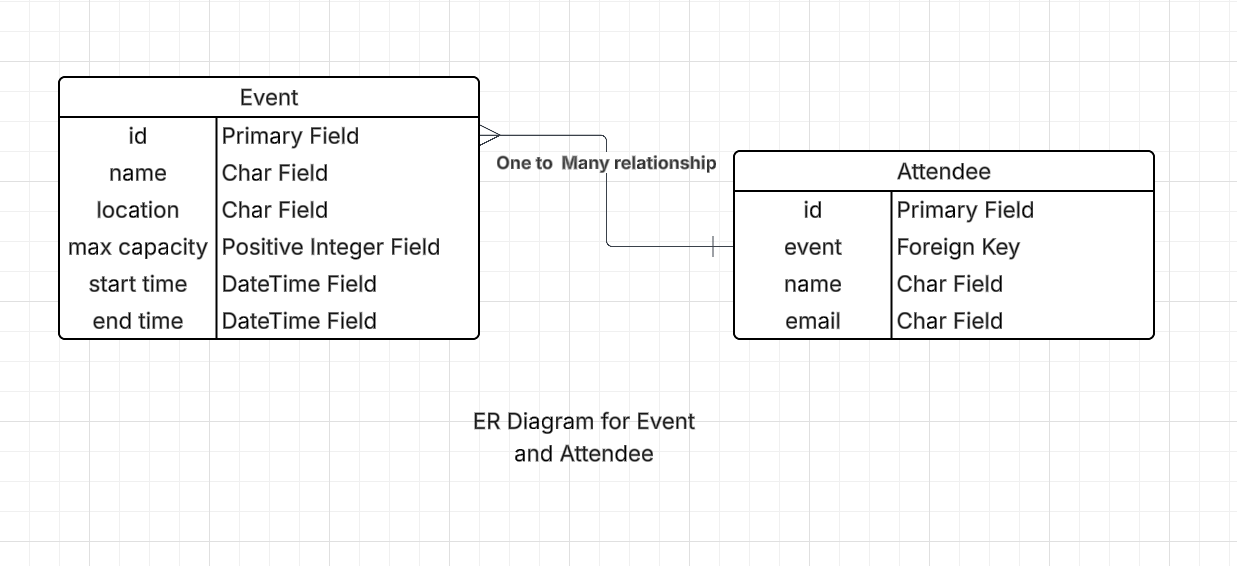 Event
id Primary Field
name Char Field
location Char Field
max capacity Positive Integer Field
start time DateTime Field
end time DateTime Field
One to Many relationship
Attendee
id Primary Field
event Foreign Key
name Char Field
email Char Field
ER Diagram for Event
and Attendee